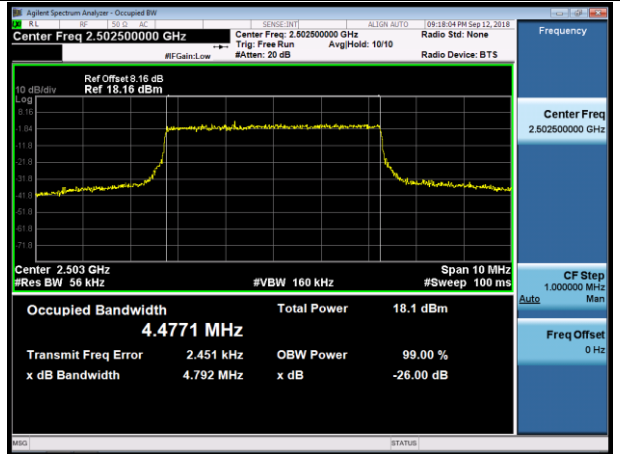 Agilent Spectrum Analyzer - Occupied BW
RL RF 50 Ω AC SENSE:INT ALIGN AUTO 09:18:04 PM Sep 12, 2018
Center Freq 2.502500000 GHz
Center Freq: 2.502500000 GHz Radio Std: None
Trig: Free Run Avg|Hold: 10/10
#IFGain:Low #Atten: 20 dB Radio Device: BTS
Frequency
Ref Offset 8.16 dB
10 dB/div Ref 18.16 dBm
Log
8.16
-1.84
-11.8
-21.8
-31.8
-41.8
-51.8
-61.8
-71.8
Center 2.503 GHz Span 10 MHz
#Res BW 56 kHz #VBW 160 kHz #Sweep 100 ms
Occupied Bandwidth Total Power 18.1 dBm
4.4771 MHz
Transmit Freq Error 2.451 kHz OBW Power 99.00 %
x dB Bandwidth 4.792 MHz x dB -26.00 dB
Center Freq
2.502500000 GHz
CF Step
1.000000 MHz
Auto Man
Freq Offset
0 Hz
MSG STATUS